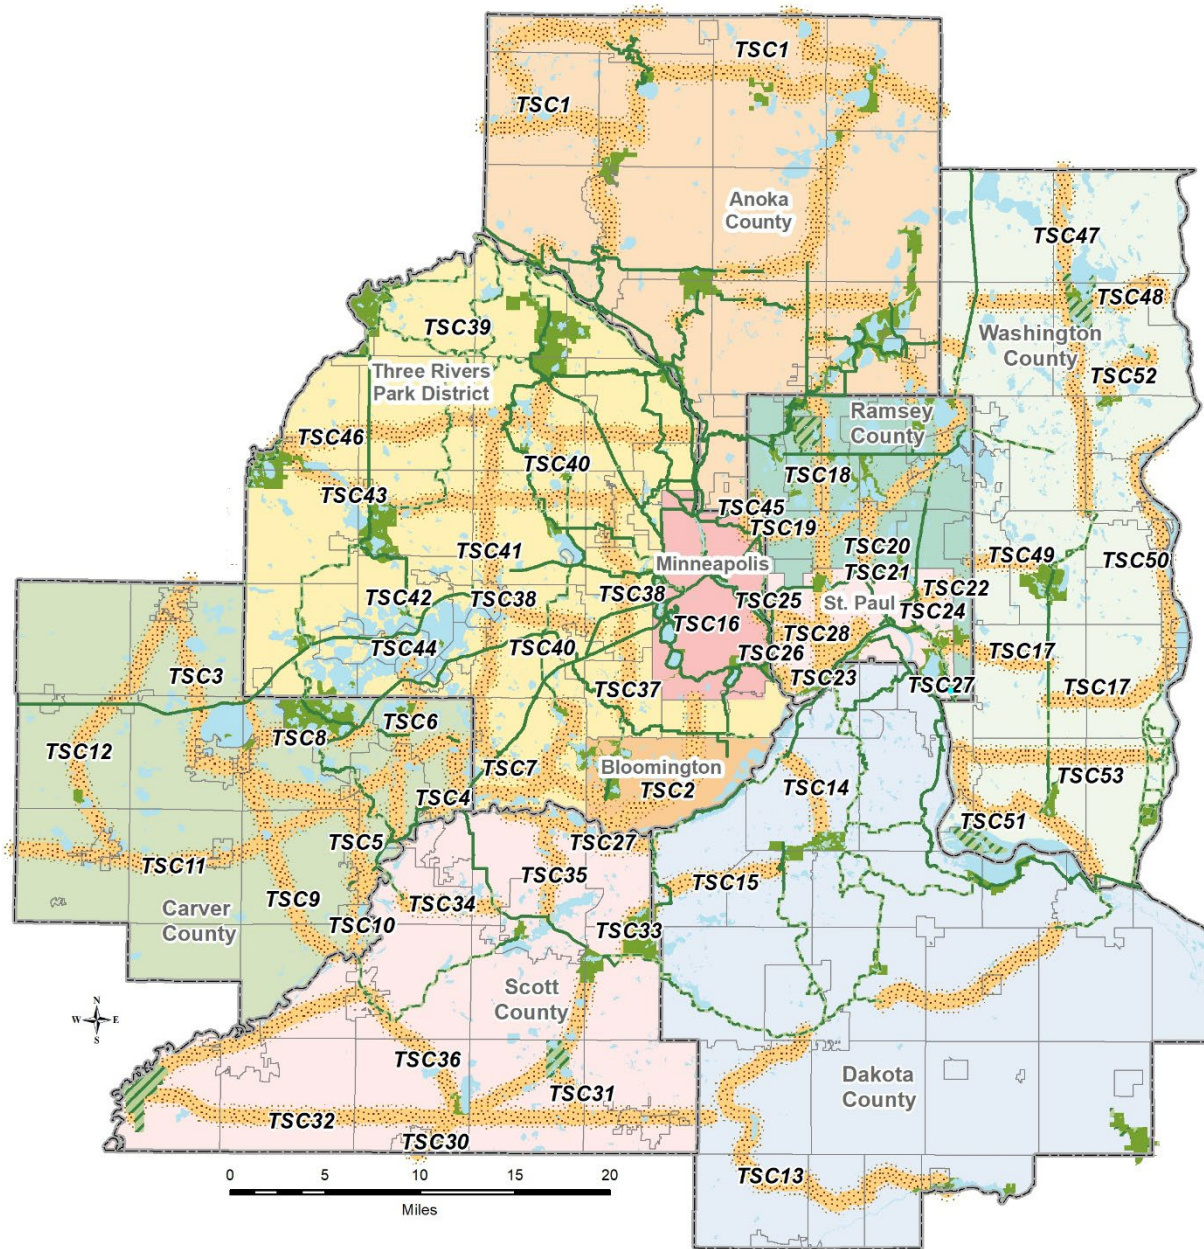 TSC1
TSC1
Anoka
County
TSC47
TSC48
TSC39
Washington
County
Three Rivers
Park District
TSC52
Ramsey
County
TSC46
TSC40
TSC18
TSC43
TSC45
TSC19
TSC41
TSC20
TSC49
TSC50
Minneapolis
TSC21
TSC22
TSC42
TSC38
TSC38
TSC25
St. Paul
TSC24
TSC16
TSC28
TSC44
TSC40
TSC26
TSC17
TSC3
TSC23
TSC27
TSC37
TSC17
TSC6
TSC8
TSC12
TSC7
Bloomington
TSC53
TSC2
TSC14
TSC4
TSC51
TSC5
TSC27
TSC11
TSC35
TSC15
TSC9
TSC34
Carver
County
TSC10
TSC33
Scott
County
N
W
E
S
TSC36
Dakota
County
TSC31
TSC32
TSC30
TSC13
0 5 10 15 20
Miles